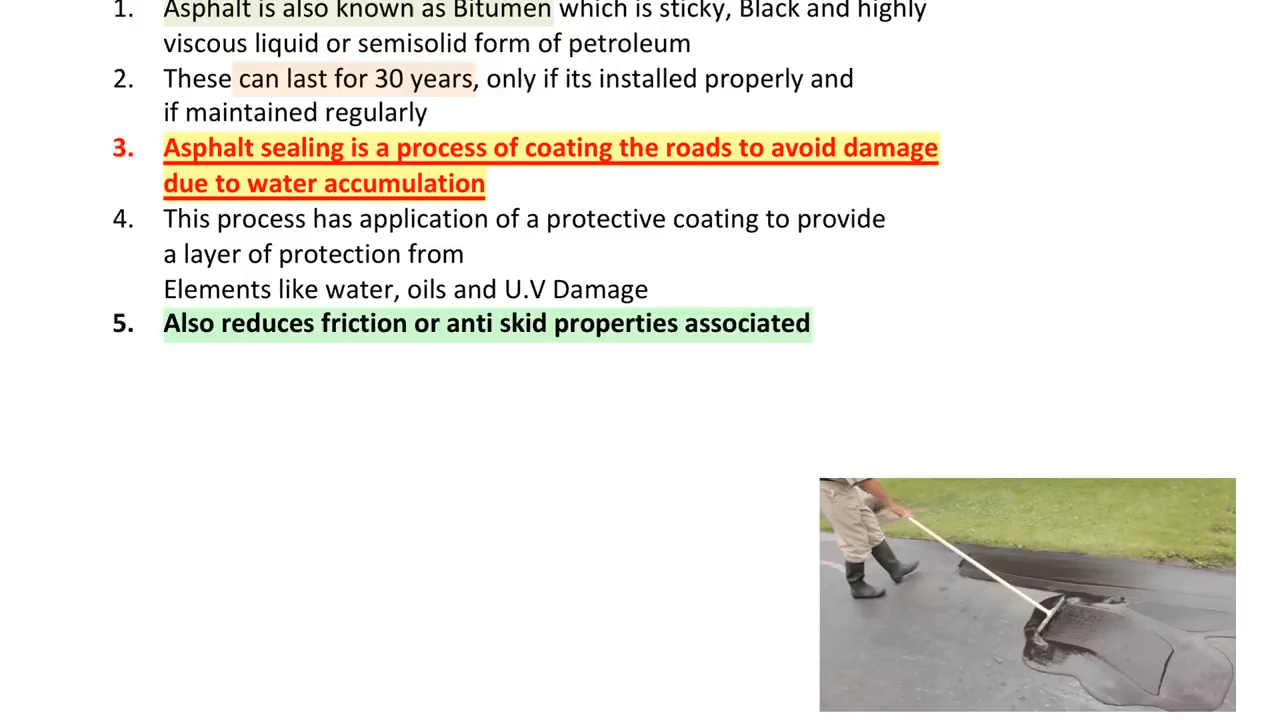 1. Asphalt is also known as Bitumen which is sticky, Black and highly
viscous liquid or semisolid form of petroleum
2. These can last for 30 years, only if its installed properly and
if maintained regularly
3. Asphalt sealing is a process of coating the roads to avoid damage
due to water accumulation
4. This process has application of a protective coating to provide
a layer of protection from
Elements like water, oils and U.V Damage
5. Also reduces friction or anti skid properties associated